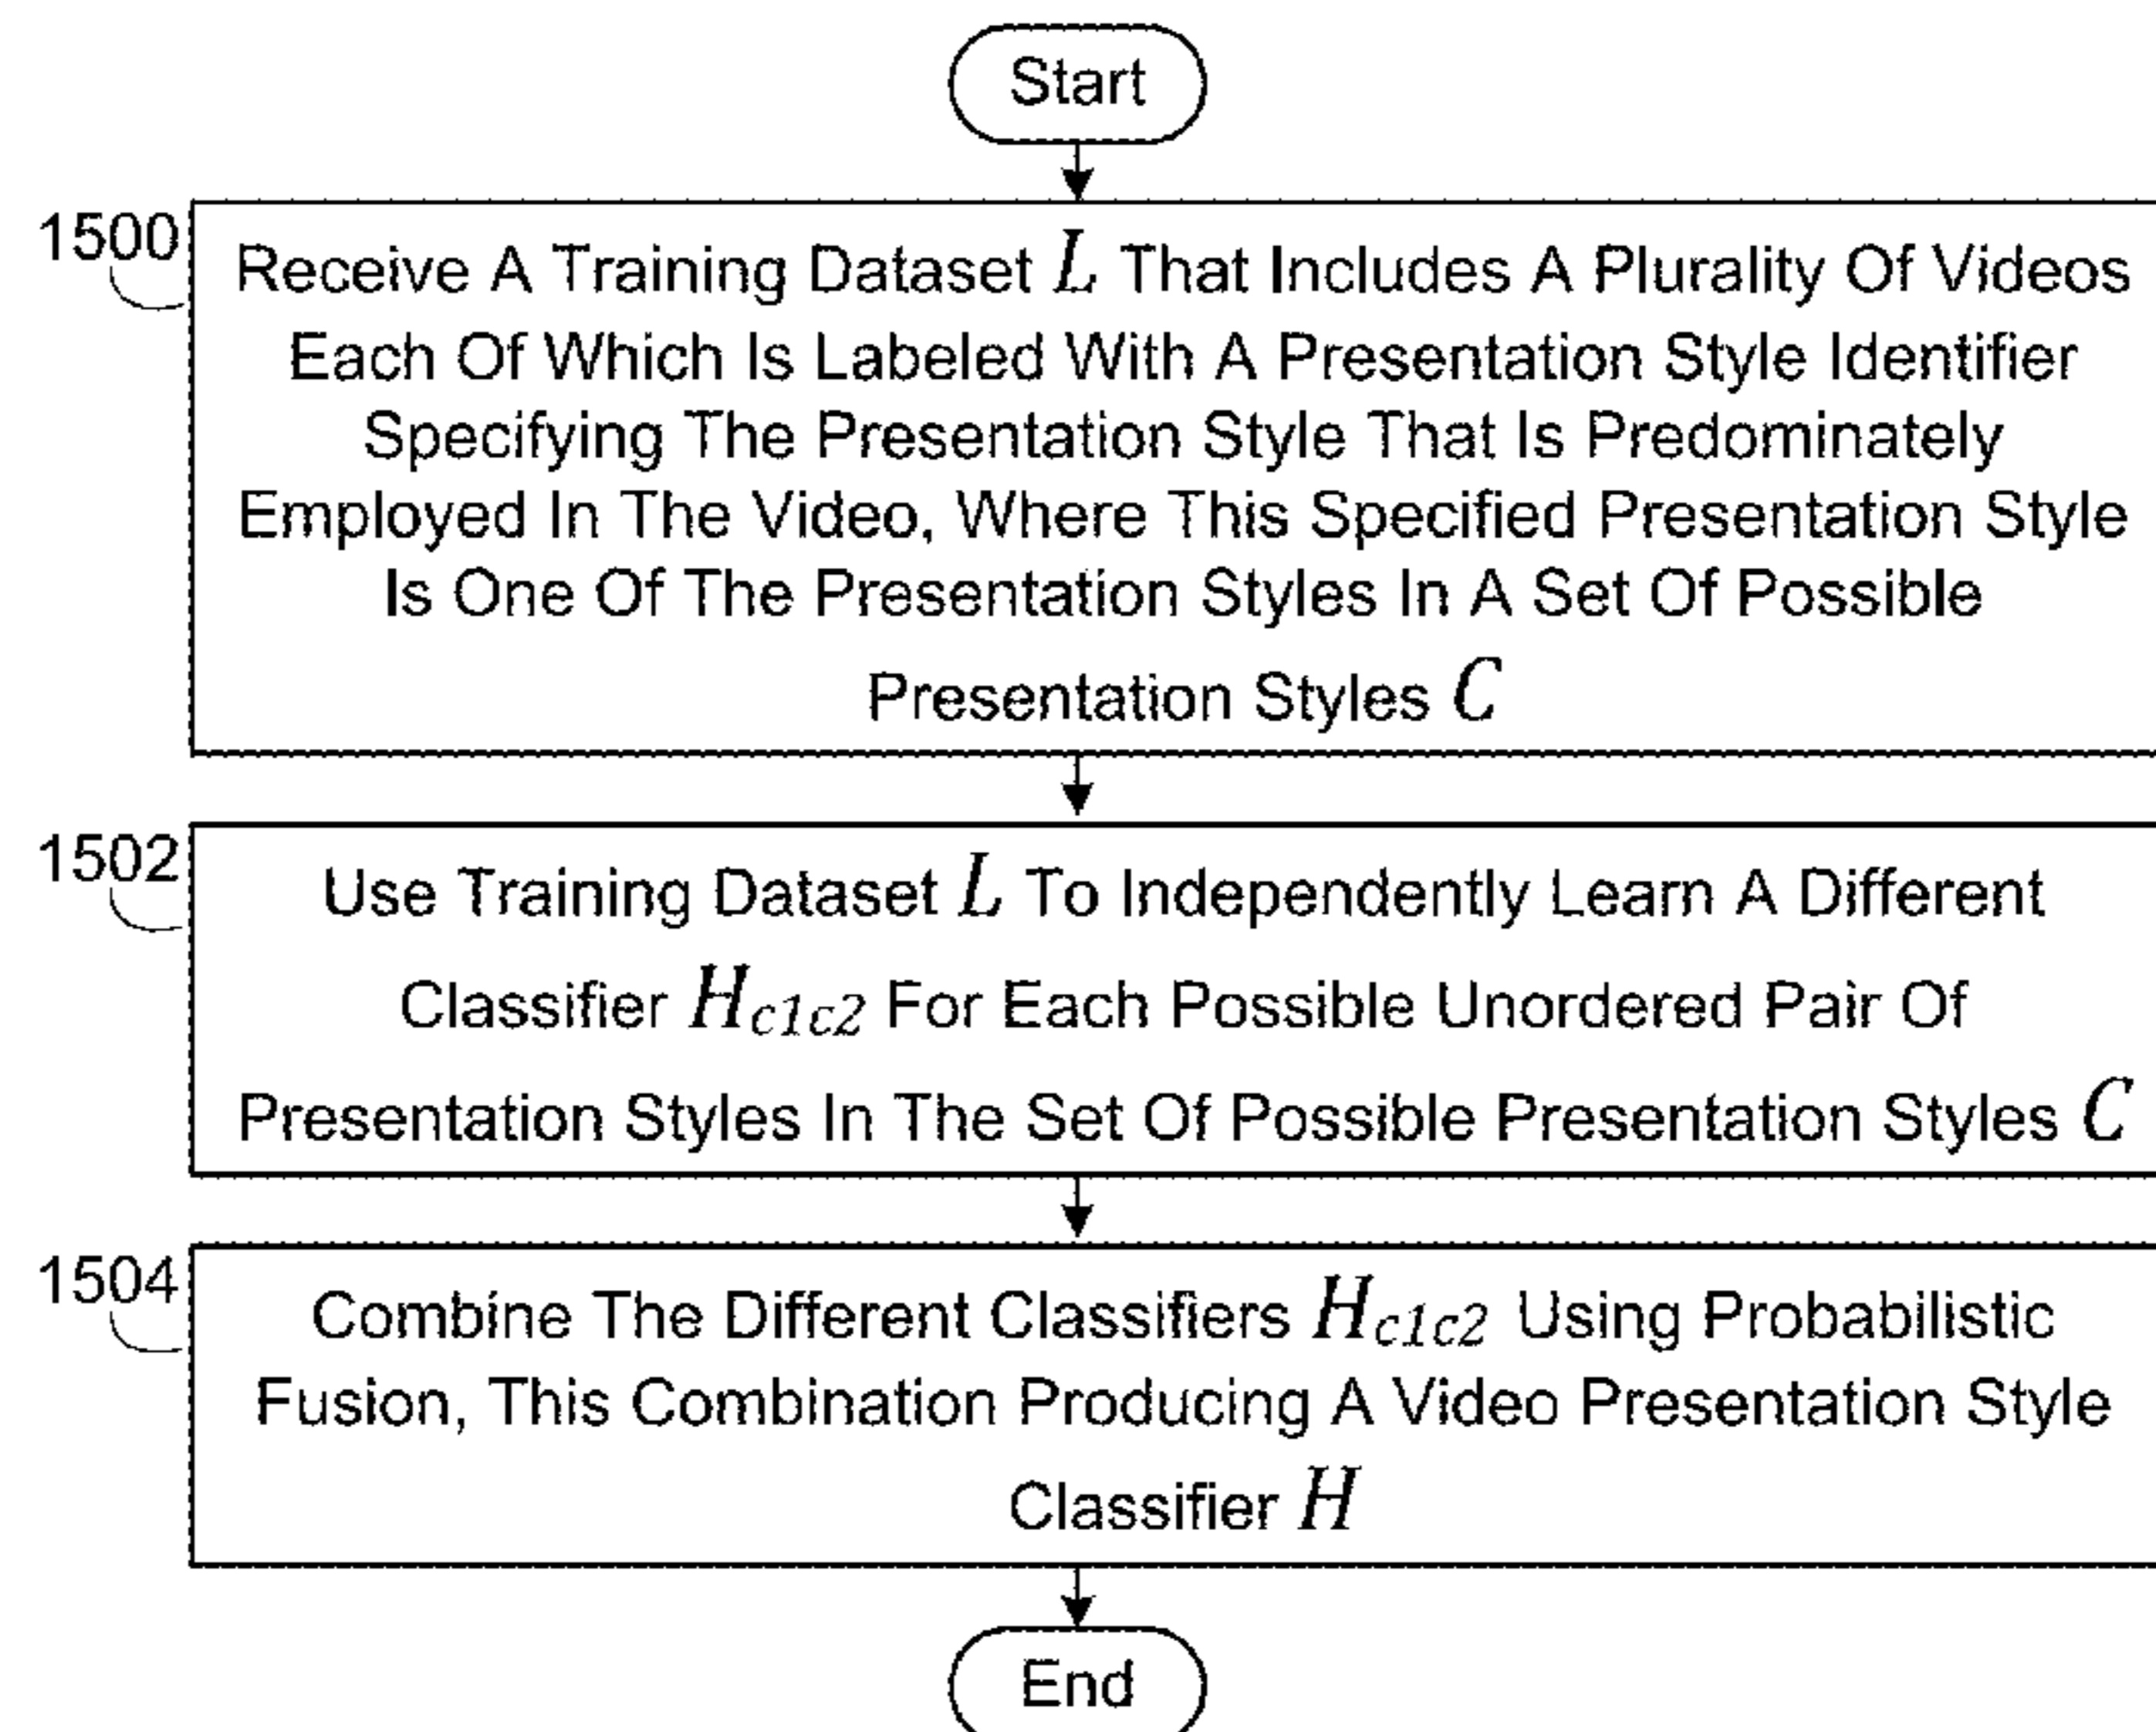 Start
1500
Receive A Training Dataset L That Includes A Plurality Of Videos
Each Of Which Is Labeled With A Presentation Style Identifier
Specifying The Presentation Style That Is Predominately
Employed In The Video, Where This Specified Presentation Style
Is One Of The Presentation Styles In A Set Of Possible
Presentation Styles C
1502
Use Training Dataset L To Independently Learn A Different
Classifier Hc1c2 For Each Possible Unordered Pair Of
Presentation Styles In The Set Of Possible Presentation Styles C
1504
Combine The Different Classifiers Hc1c2 Using Probabilistic
Fusion, This Combination Producing A Video Presentation Style
Classifier H
End